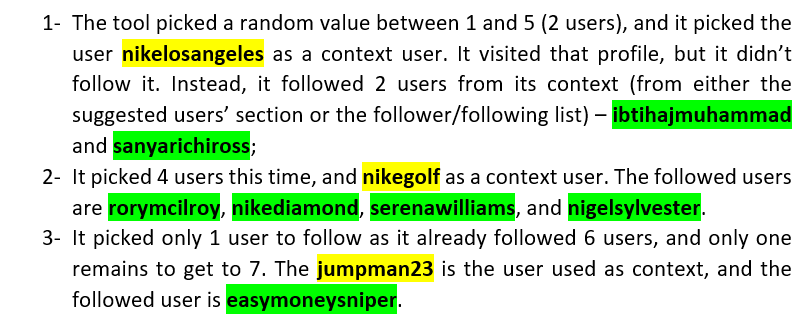 1- The tool picked a random value between 1 and 5 (2 users), and it picked the
user nikelosangeles as a context user. It visited that profile, but it didn’t
follow it. Instead, it followed 2 users from its context (from either the
suggested users’ section or the follower/following list) – ibtihajmuhammad
and sanyarichiross;
2- It picked 4 users this time, and nikegolf as a context user. The followed users
are rorymcilroy, nikediamond, serenawilliams, and nigelsylvester.
3- It picked only 1 user to follow as it already followed 6 users, and only one
remains to get to 7. The jumpman23 is the user used as context, and the
followed user is easymoneysniper.